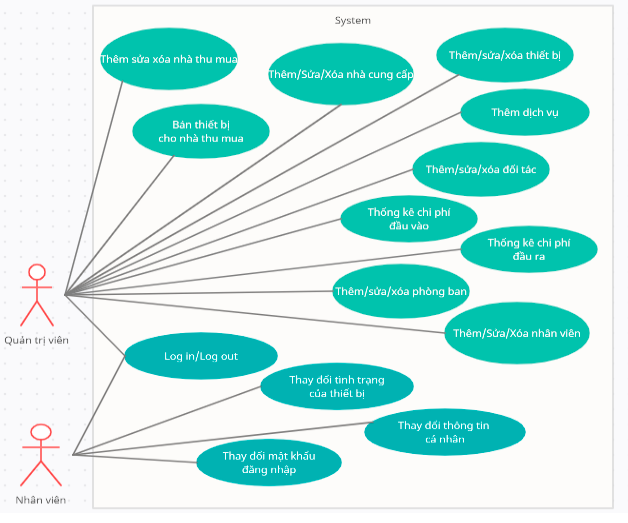 System
Thêm sửa xóa nhà thu mua
Thêm/Sửa/Xóa nhà cung cấp
Thêm/sửa/xóa thiết bị
Thêm dịch vụ
Bán thiết bị
cho nhà thu mua
Thêm/sửa/xóa đối tác
Thống kê chi phí
đầu vào
Thống kê chi phí
đầu ra
Thêm/sửa/xóa phòng ban
Thêm/Sửa/Xóa nhân viên
Quản trị viên
Log in/Log out
Thay đổi tình trạng
của thiết bị
Thay đổi thông tin
cá nhân
Thay đổi mật khẩu
đăng nhập
Nhân viên